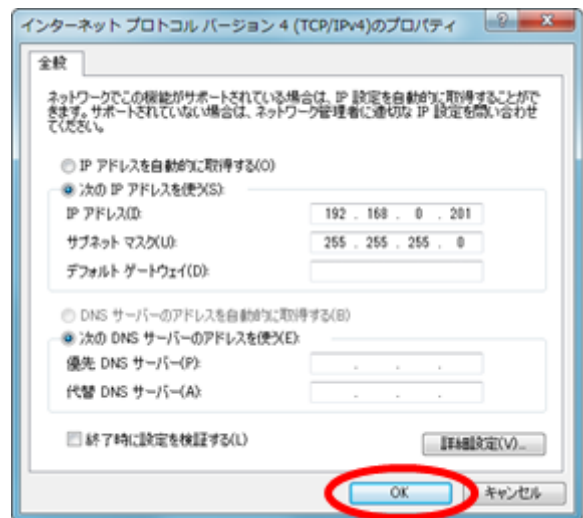 インターネット プロトコル バージョン 4 (TCP/IPv4)のプロパティ
全般
ネットワークでこの機能がサポートされている場合は、IP 設定を自動的に取得することがで
きます。サポートされていない場合は、ネットワーク管理者に適切な IP 設定を問い合わせ
てください。
IP アドレスを自動的に取得する(O)
次の IP アドレスを使う(S):
IP アドレス(I): 192 . 168 . 0 . 201
サブネット マスク(U): 255 . 255 . 255 . 0
デフォルト ゲートウェイ(D):
DNS サーバーのアドレスを自動的に取得する(B)
次の DNS サーバーのアドレスを使う(E):
優先 DNS サーバー(P): . . .
代替 DNS サーバー(A): . . .
終了時に設定を検証する(L)
詳細設定(V)...
OK
キャンセル